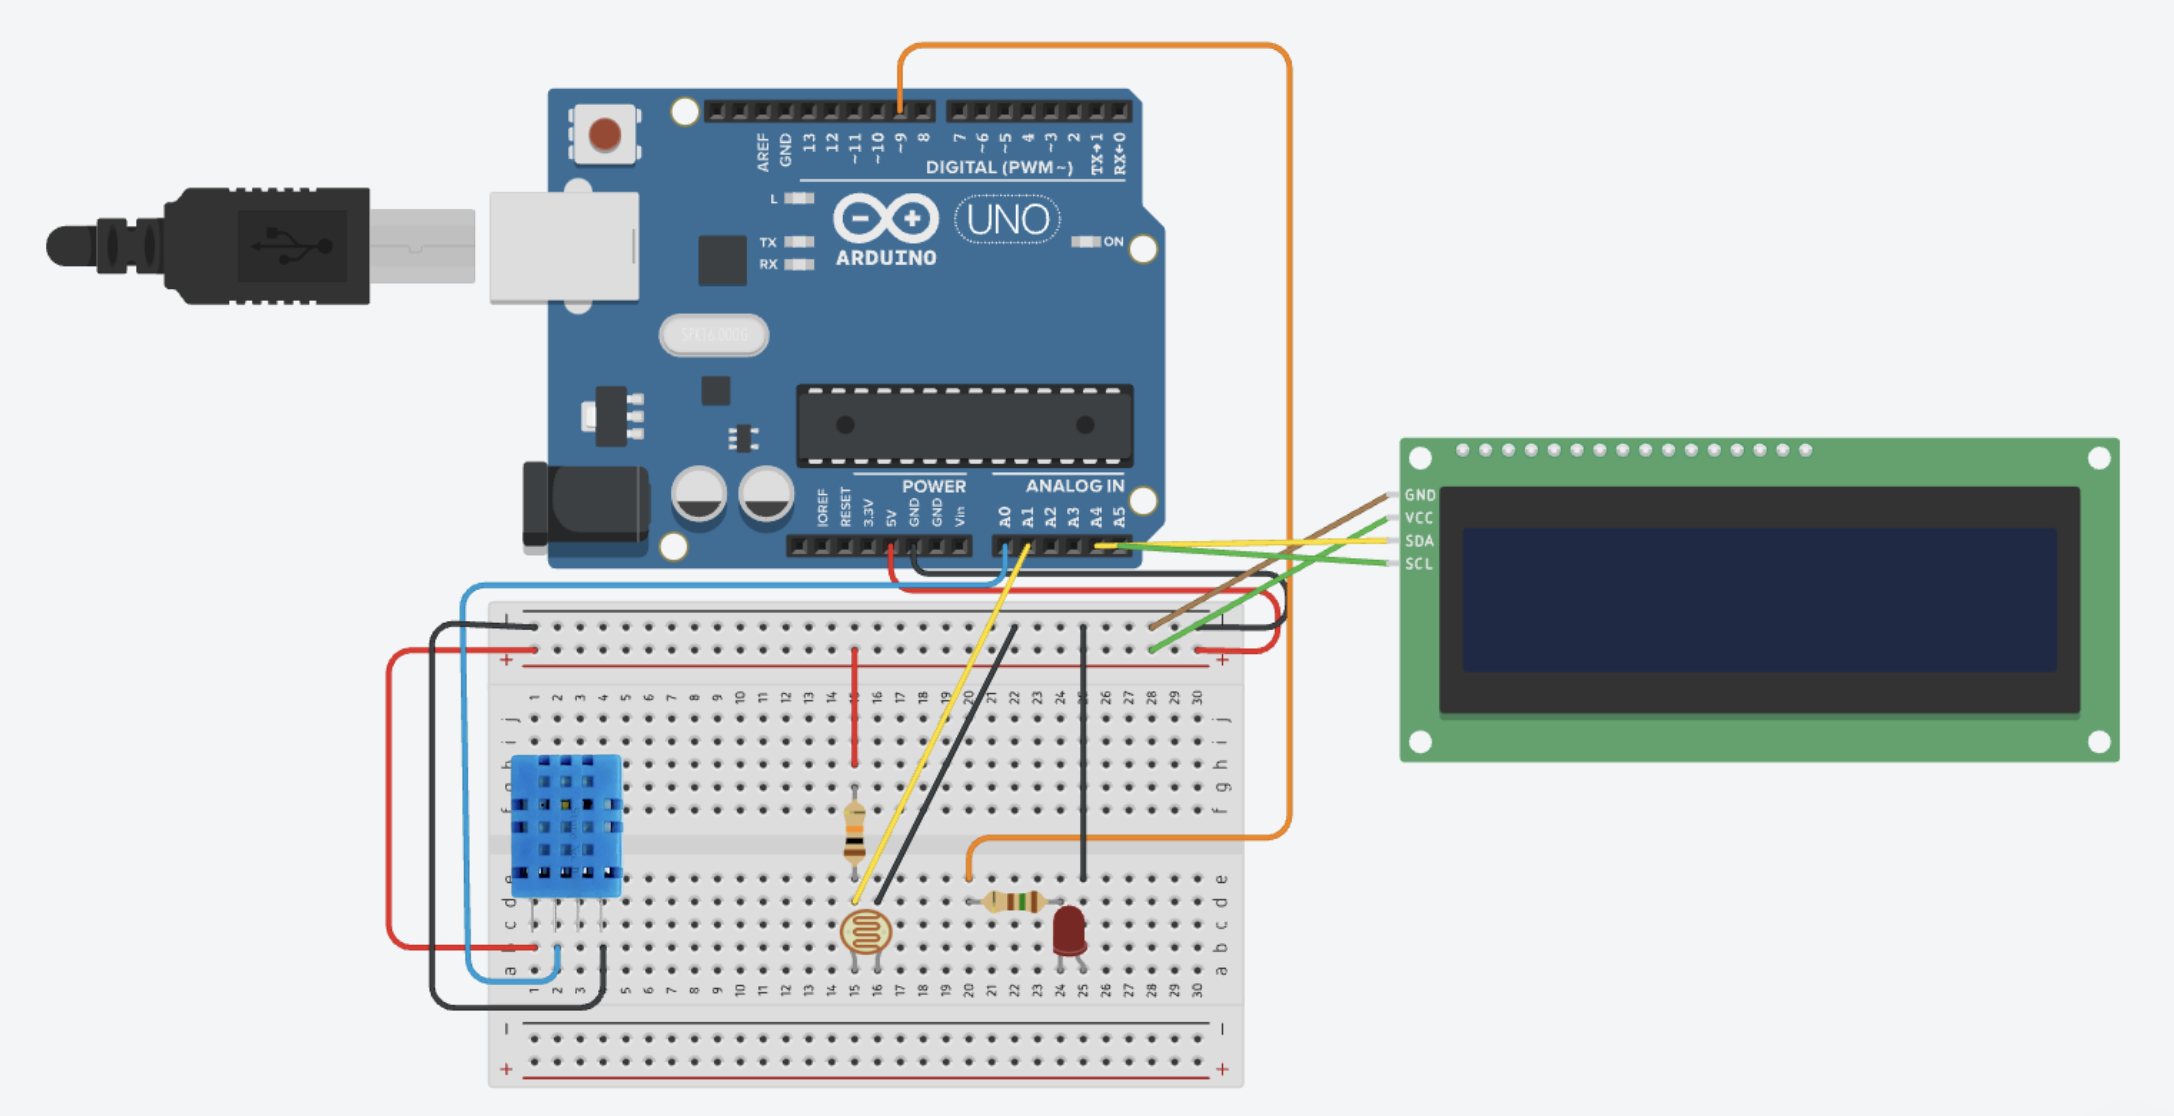 AREF GND 13 12 ~11 ~10 ~9 8 7 ~6 ~5 4 ~3 2 TX→1 RX←0
DIGITAL (PWM ~)
L
TX
RX
ARDUINO
UNO
ON
SPK16.000G
POWER
ANALOG IN
IOREF RESET 3.3V 5V GND GND Vin A0 A1 A2 A3 A4 A5
GND
VCC
SDA
SCL
+ +
1 2 3 4 5 6 7 8 9 10 11 12 13 14 15 16 17 18 19 20 21 22 23 24 25 26 27 28 29 30
j j
i i
h h
g g
f f
e e
d d
c c
b b
a a
1 2 3 4 5 6 7 8 9 10 11 12 13 14 15 16 17 18 19 20 21 22 23 24 25 26 27 28 29 30
− −
+ +